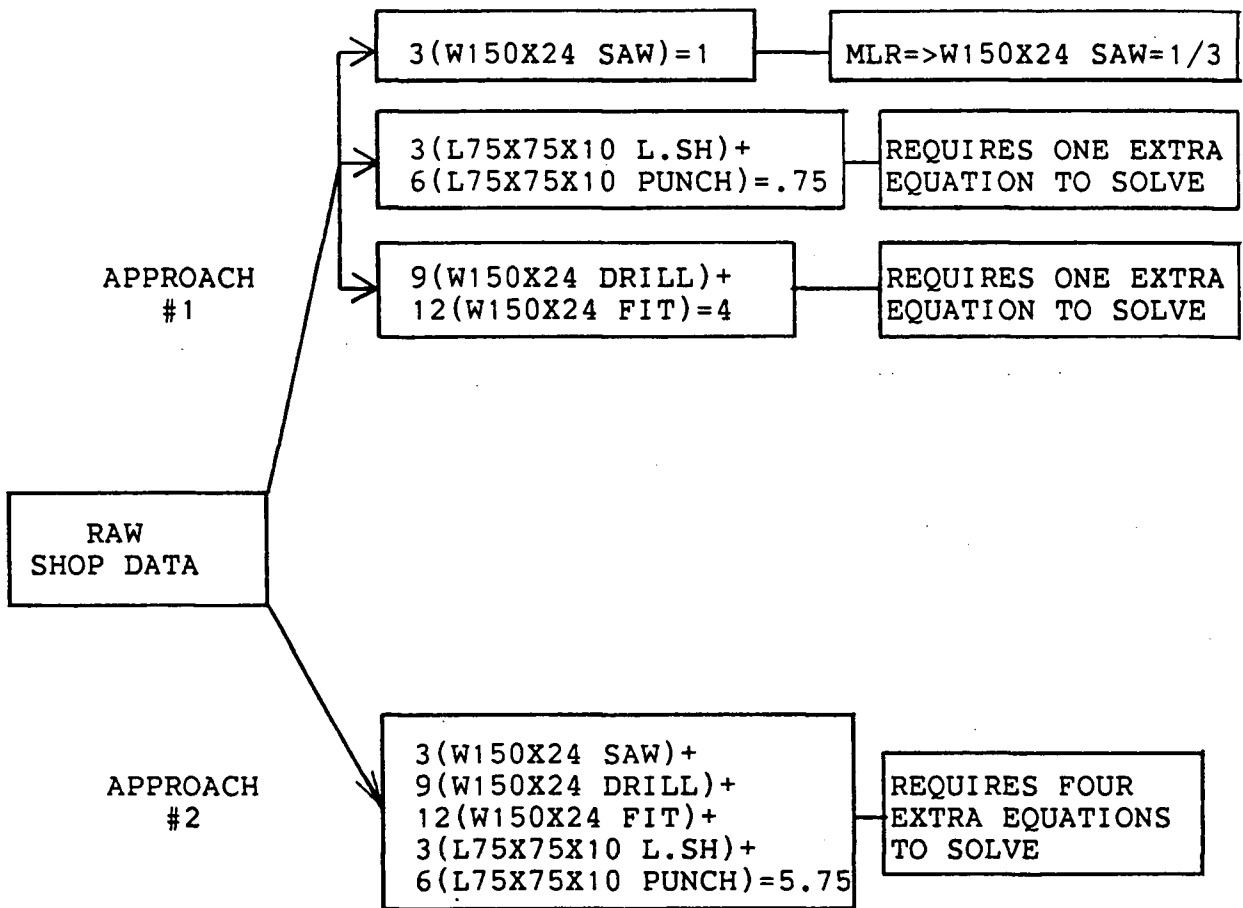 3(W150X24 SAW)=1
MLR=>W150X24 SAW=1/3
3(L75X75X10 L.SH)+
6(L75X75X10 PUNCH)=.75
REQUIRES ONE EXTRA
EQUATION TO SOLVE
APPROACH
#1
9(W150X24 DRILL)+
12(W150X24 FIT)=4
REQUIRES ONE EXTRA
EQUATION TO SOLVE
RAW
SHOP DATA
APPROACH
#2
3(W150X24 SAW)+
9(W150X24 DRILL)+
12(W150X24 FIT)+
3(L75X75X10 L.SH)+
6(L75X75X10 PUNCH)=5.75
REQUIRES FOUR
EXTRA EQUATIONS
TO SOLVE